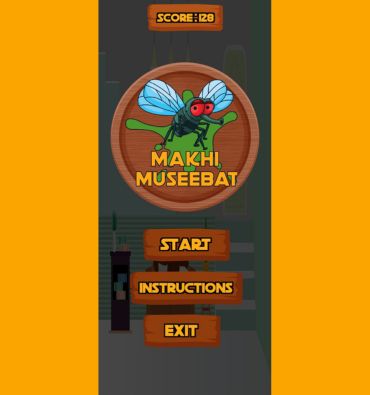 SCORE:128
MAKHI
MUSEEBAT
START
INSTRUCTIONS
EXIT